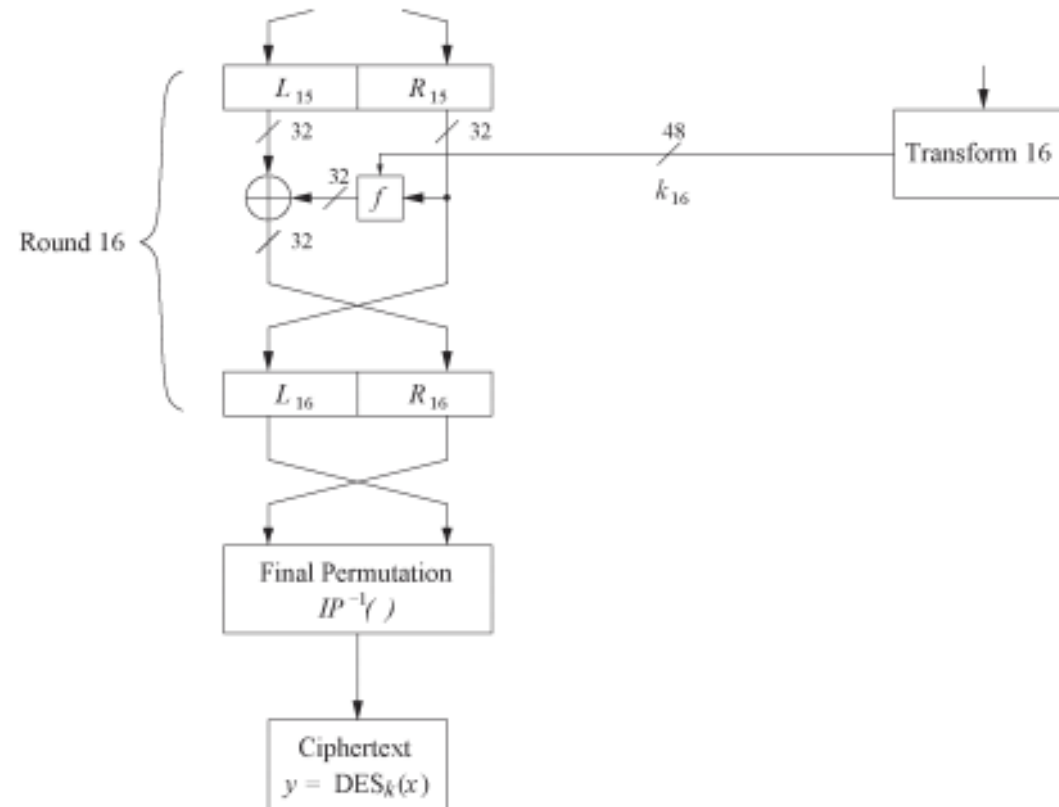 L15 R15
32 32
48
Transform 16
32
f
k16
Round 16
32
L16 R16
Final Permutation
IP⁻¹( )
Ciphertext
y = DESk(x)